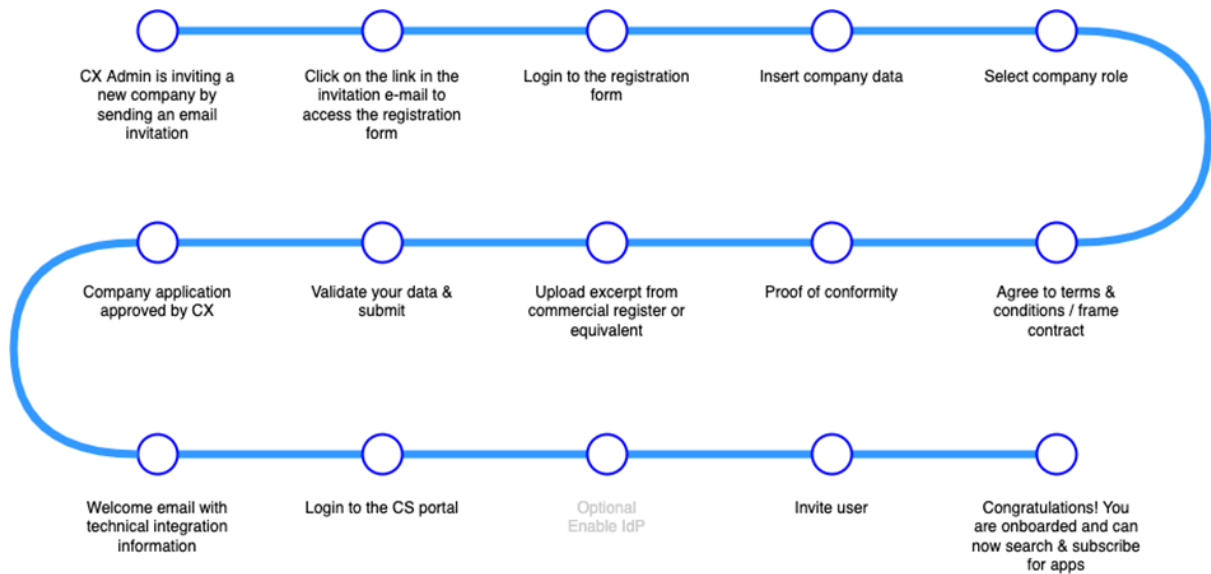 CX Admin is inviting a
new company by
sending an email
invitation
Click on the link in the
invitation e-mail to
access the registration
form
Login to the registration
form
Insert company data
Select company role
Company application
approved by CX
Validate your data &
submit
Upload excerpt from
commercial register or
equivalent
Proof of conformity
Agree to terms &
conditions / frame
contract
Welcome email with
technical integration
information
Login to the CS portal
Optional
Enable IdP
Invite user
Congratulations! You
are onboarded and can
now search & subscribe
for apps